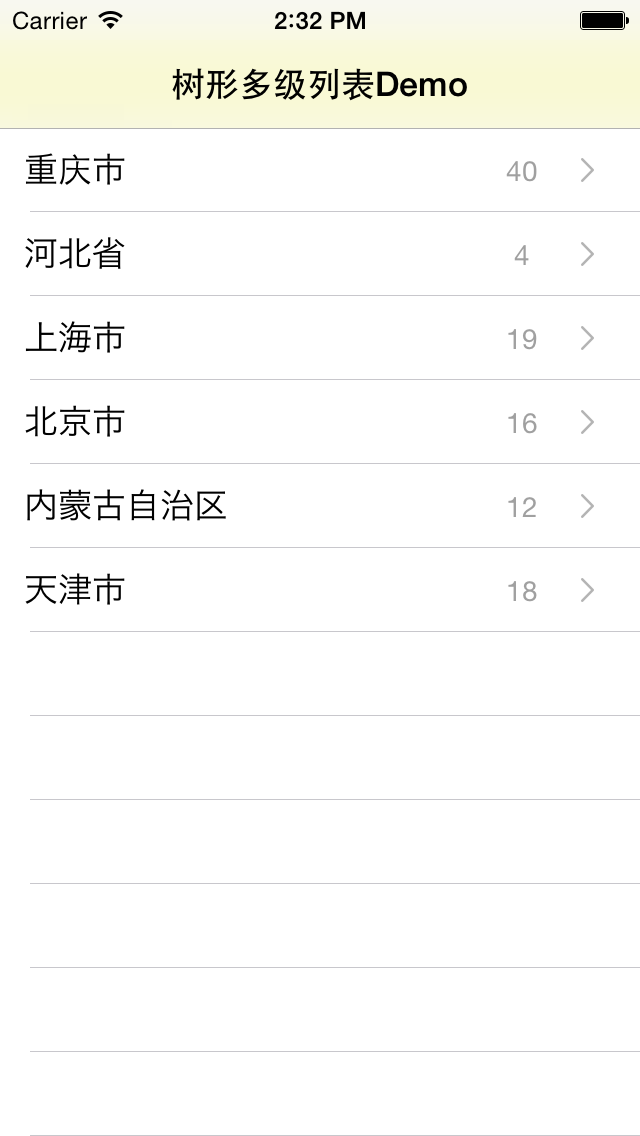 Carrier 2:32 PM
树形多级列表Demo
重庆市 40
河北省 4
上海市 19
北京市 16
内蒙古自治区 12
天津市 18